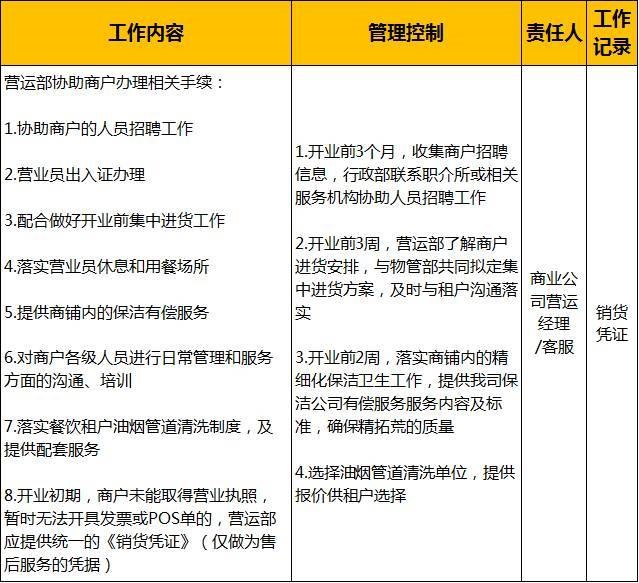 工作内容
管理控制
责任人
工作
记录
营运部协助商户办理相关手续：
1.协助商户的人员招聘工作
2.营业员出入证办理
3.配合做好开业前集中进货工作
4.落实营业员休息和用餐场所
5.提供商铺内的保洁有偿服务
6.对商户各级人员进行日常管理和服务
方面的沟通、培训
7.落实餐饮租户油烟管道清洗制度，及
提供配套服务
8.开业初期，商户未能取得营业执照，
暂时无法开具发票或POS单的，营运部
应提供统一的《销货凭证》（仅做为售
后服务的凭据）
1.开业前3个月，收集商户招聘
信息，行政部联系职介所或相关
服务机构协助人员招聘工作
2.开业前3周，营运部了解商户
进货安排，与物管部共同拟定集
中进货方案，及时与租户沟通落
实
3.开业前2周，落实商铺内的精
细化保洁卫生工作，提供我司保
洁公司有偿服务服务内容及标
准，确保精拓荒的质量
4.选择油烟管道清洗单位，提供
报价供租户选择
商业公
司营运
经理
/客服
销货
凭证